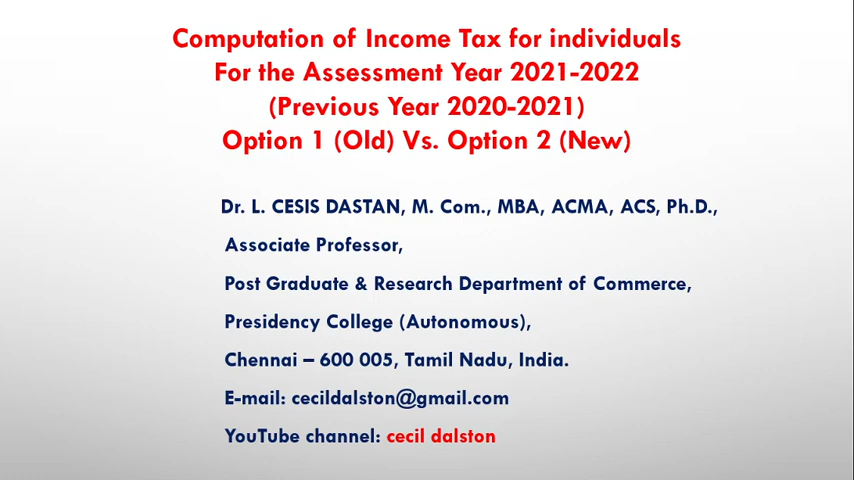 Computation of Income Tax for individuals
For the Assessment Year 2021-2022
(Previous Year 2020-2021)
Option 1 (Old) Vs. Option 2 (New)
Dr. L. CESIS DASTAN, M. Com., MBA, ACMA, ACS, Ph.D.,
Associate Professor,
Post Graduate & Research Department of Commerce,
Presidency College (Autonomous),
Chennai – 600 005, Tamil Nadu, India.
E-mail: cecildalston@gmail.com
YouTube channel: cecil dalston